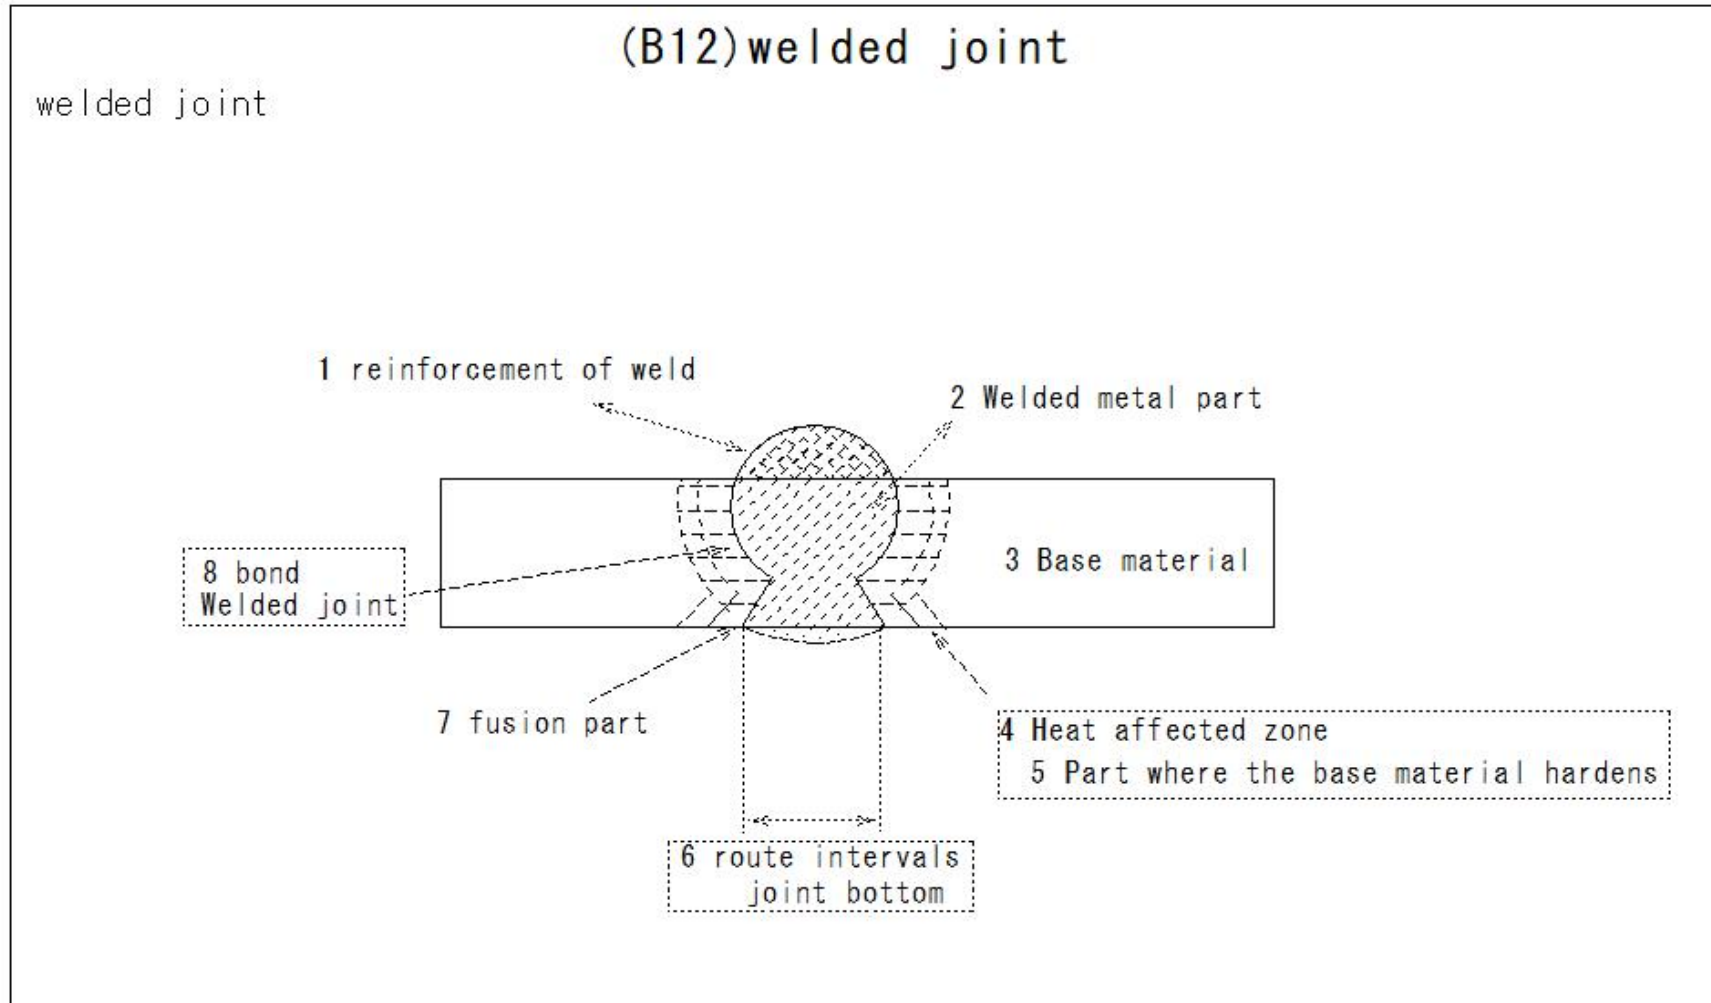 (B12)welded joint
welded joint
1 reinforcement of weld
2 Welded metal part
3 Base material
8 bond
Welded joint
7 fusion part
4 Heat affected zone
5 Part where the base material hardens
6 route intervals
joint bottom